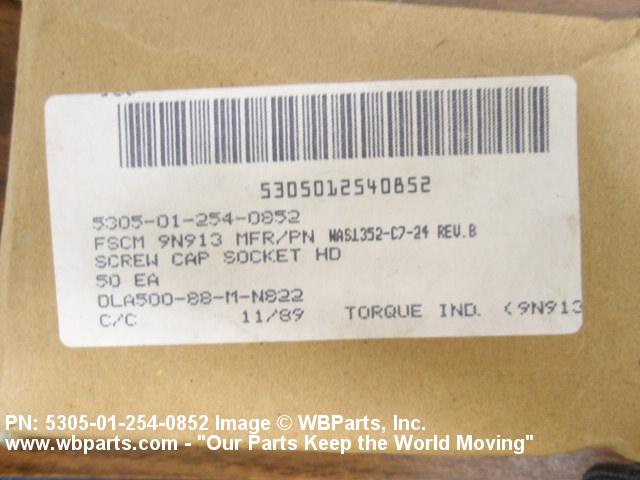 5305012540852
5305-01-254-0852
FSCM 9N913 MFR/PN NAS1352-C7-24 REV.B
SCREW CAP SOCKET HD
50 EA
DLA500-88-M-N822
C/C 11/89 TORQUE IND. (9N913
PN: 5305-01-254-0852 Image © WBParts, Inc.
www.wbparts.com - "Our Parts Keep the World Moving"